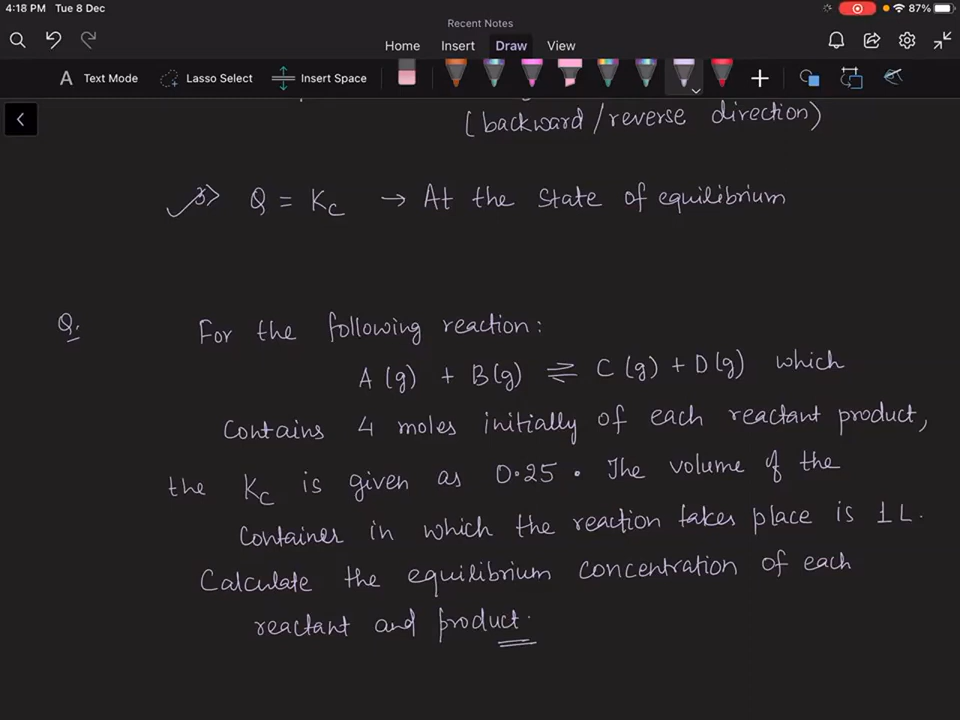 4:18 PM Tue 8 Dec
87%
Recent Notes
Home Insert Draw View
Text Mode Lasso Select Insert Space
(backward/reverse direction)
3> Q = Kc → At the state of equilibrium
Q. For the following reaction:
A (g) + B(g) ⇌ C (g) + D(g) which
contains 4 moles initially of each reactant product,
the Kc is given as 0.25. The volume of the
container in which the reaction takes place is 1 L.
Calculate the equilibrium concentration of each
reactant and product.